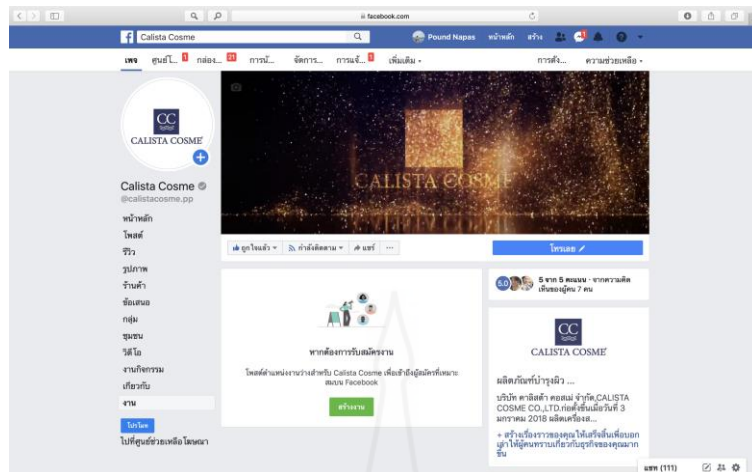 facebook.com
Calista Cosme
Pound Napas หน้าหลัก สร้าง
เพจ ศูนย์โ... 1 กล่อง... 21 การนั... จัดการ... การแจ้... 1 เพิ่มเติม
การตั้ง... ความช่วยเหลือ
CC
CALISTA COSME
CALISTA COSME
Calista Cosme
@calistacosme.pp
หน้าหลัก
โพสต์
รีวิว
รูปภาพ
ร้านค้า
ข้อเสนอ
กลุ่ม
ชุมชน
วิดีโอ
งานกิจกรรม
เกี่ยวกับ
งาน
โปรโมท
ไปที่ศูนย์ช่วยเหลือโฆษณา
ถูกใจแล้ว กำลังติดตาม แชร์ ...
โทรเลย
หากต้องการรับสมัครงาน
โพสต์ตำแหน่งงานว่างสำหรับ Calista Cosme เพื่อเข้าถึงผู้สมัครที่เหมาะ
สมบน Facebook
สร้างงาน
5.0 5 จาก 5 คะแนน · จากความคิด
เห็นของผู้คน 7 คน
CC
CALISTA COSME
ผลิตภัณฑ์บำรุงผิว ...
บริษัท คาลิสต้า คอสเม่ จำกัด,CALISTA
COSME CO.,LTD.ก่อตั้งขึ้นเมื่อวันที่ 3
มกราคม 2018 ผลิตเครื่องส...
+ สร้างเรื่องราวของคุณให้เสร็จสิ้นเพื่อบอก
เล่าให้ผู้คนทราบเกี่ยวกับธุรกิจของคุณมาก
ขึ้น
แชท (111)